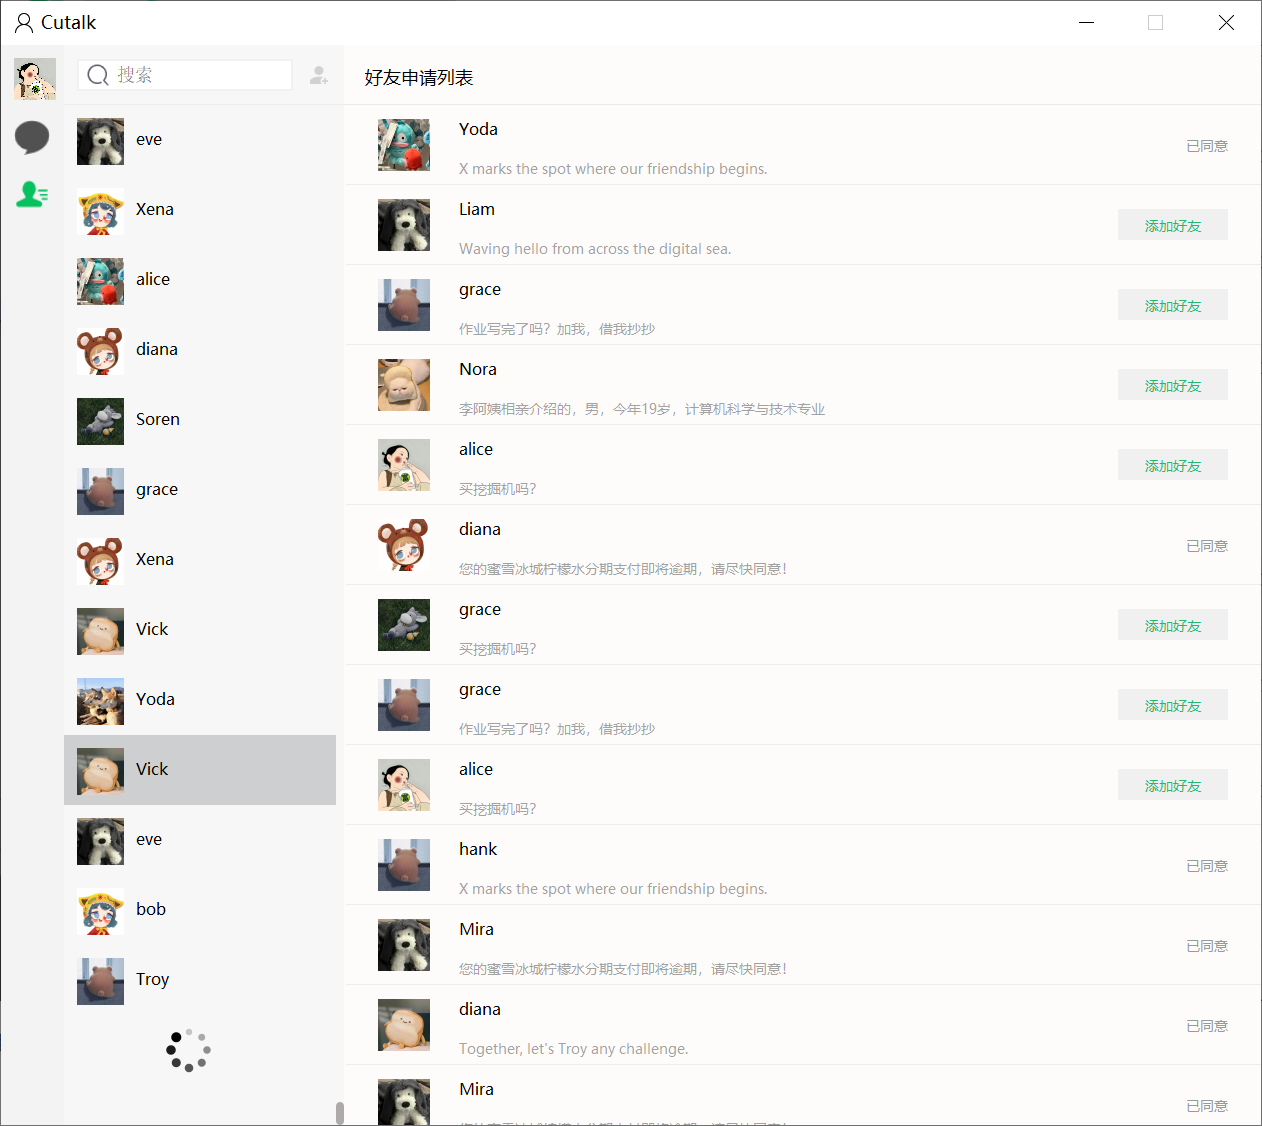 Cutalk
搜索
eve
Xena
alice
diana
Soren
grace
Xena
Vick
Yoda
Vick
eve
bob
Troy
好友申请列表
Yoda
已同意
X marks the spot where our friendship begins.
Liam
添加好友
Waving hello from across the digital sea.
grace
添加好友
作业写完了吗？加我，借我抄抄
Nora
添加好友
李阿姨相亲介绍的，男，今年19岁，计算机科学与技术专业
alice
添加好友
买挖掘机吗？
diana
已同意
您的蜜雪冰城柠檬水分期支付即将逾期，请尽快同意！
grace
添加好友
买挖掘机吗？
grace
添加好友
作业写完了吗？加我，借我抄抄
alice
添加好友
买挖掘机吗？
hank
已同意
X marks the spot where our friendship begins.
Mira
已同意
您的蜜雪冰城柠檬水分期支付即将逾期，请尽快同意！
diana
已同意
Together, let's Troy any challenge.
Mira
已同意